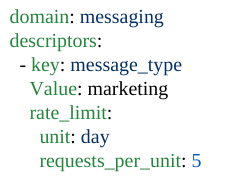 domain: messaging
descriptors:
- key: message_type
Value: marketing
rate_limit:
unit: day
requests_per_unit: 5